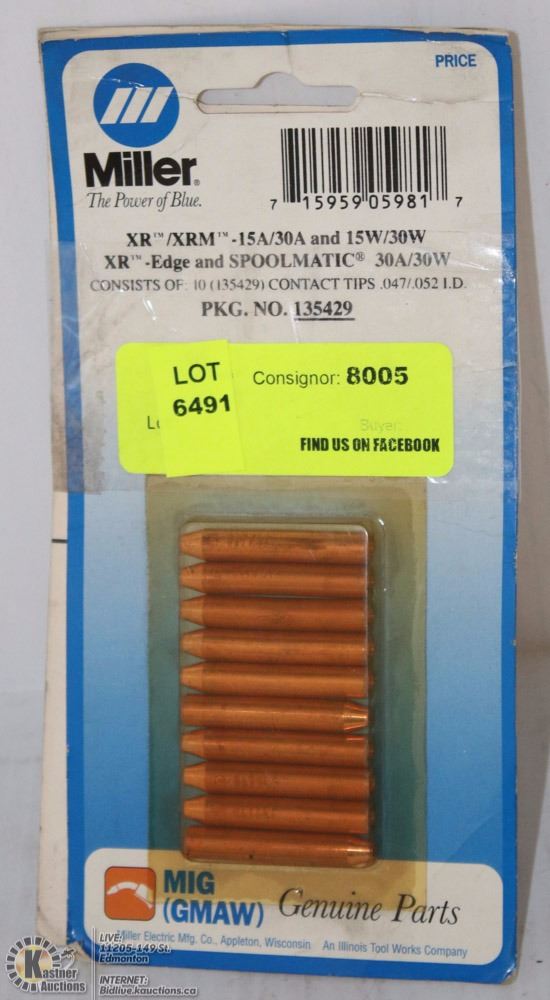 PRICE
Miller®
The Power of Blue.
7 15959 05981 7
XR™/XRM™-15A/30A and 15W/30W
XR™-Edge and SPOOLMATIC® 30A/30W
CONSISTS OF: 10 (135429) CONTACT TIPS .047/.052 I.D.
PKG. NO. 135429
LOT
6491
Consignor: 8005
Buyer:
FIND US ON FACEBOOK
MIG
(GMAW)
Genuine Parts
Miller Electric Mfg. Co., Appleton, Wisconsin An Illinois Tool Works Company
Kastner
Auctions
LIVE:
11205-149 St.
Edmonton
INTERNET:
Bidlive.kauctions.ca